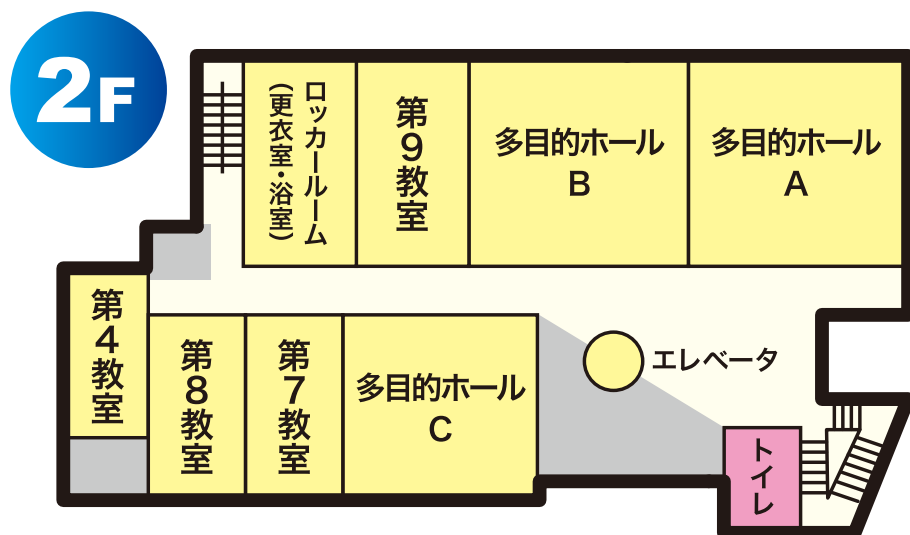 2F
ロッカールーム
(更衣室・浴室)
第9教室
多目的ホール
B
多目的ホール
A
第4教室
第8教室
第7教室
多目的ホール
C
エレベータ
トイレ